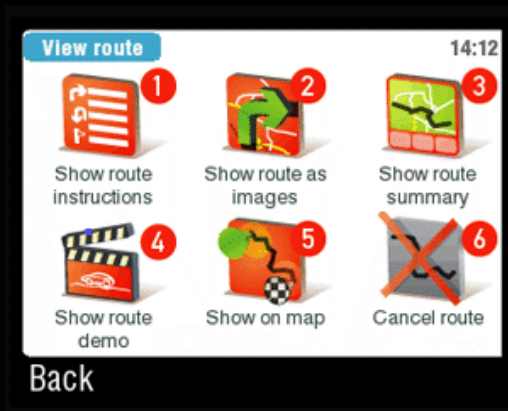 View route
14:12
1
2
3
Show route
instructions
Show route as
images
Show route
summary
4
5
6
Show route
demo
Show on map
Cancel route
Back